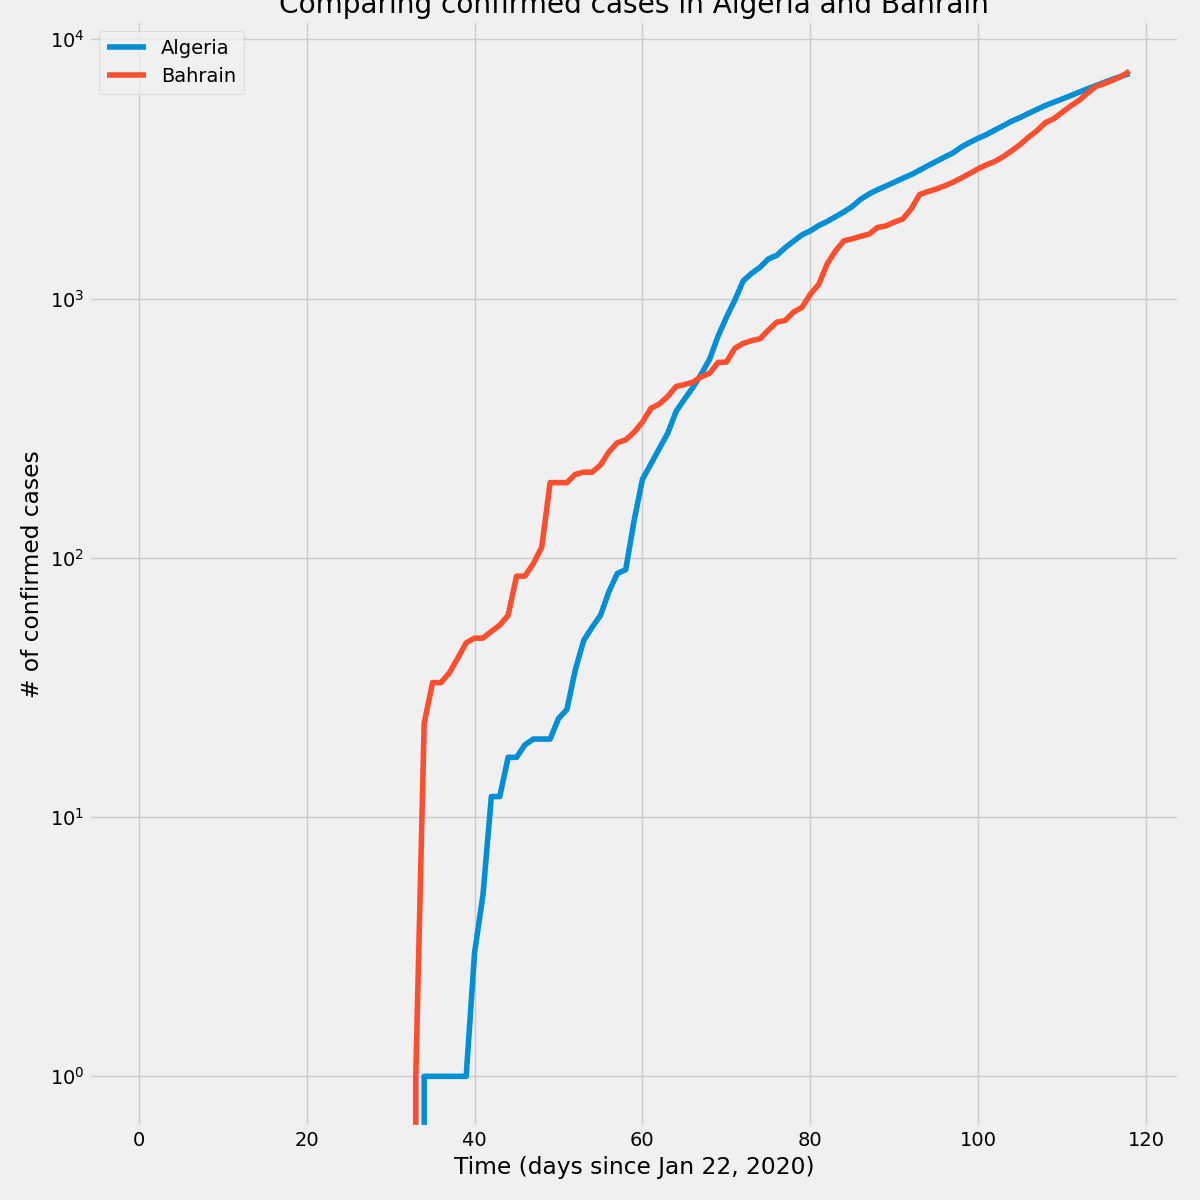 Comparing confirmed cases in Algeria and Bahrain
Algeria
Bahrain
10⁴
10³
10²
10¹
10⁰
# of confirmed cases
0 20 40 60 80 100 120
Time (days since Jan 22, 2020)